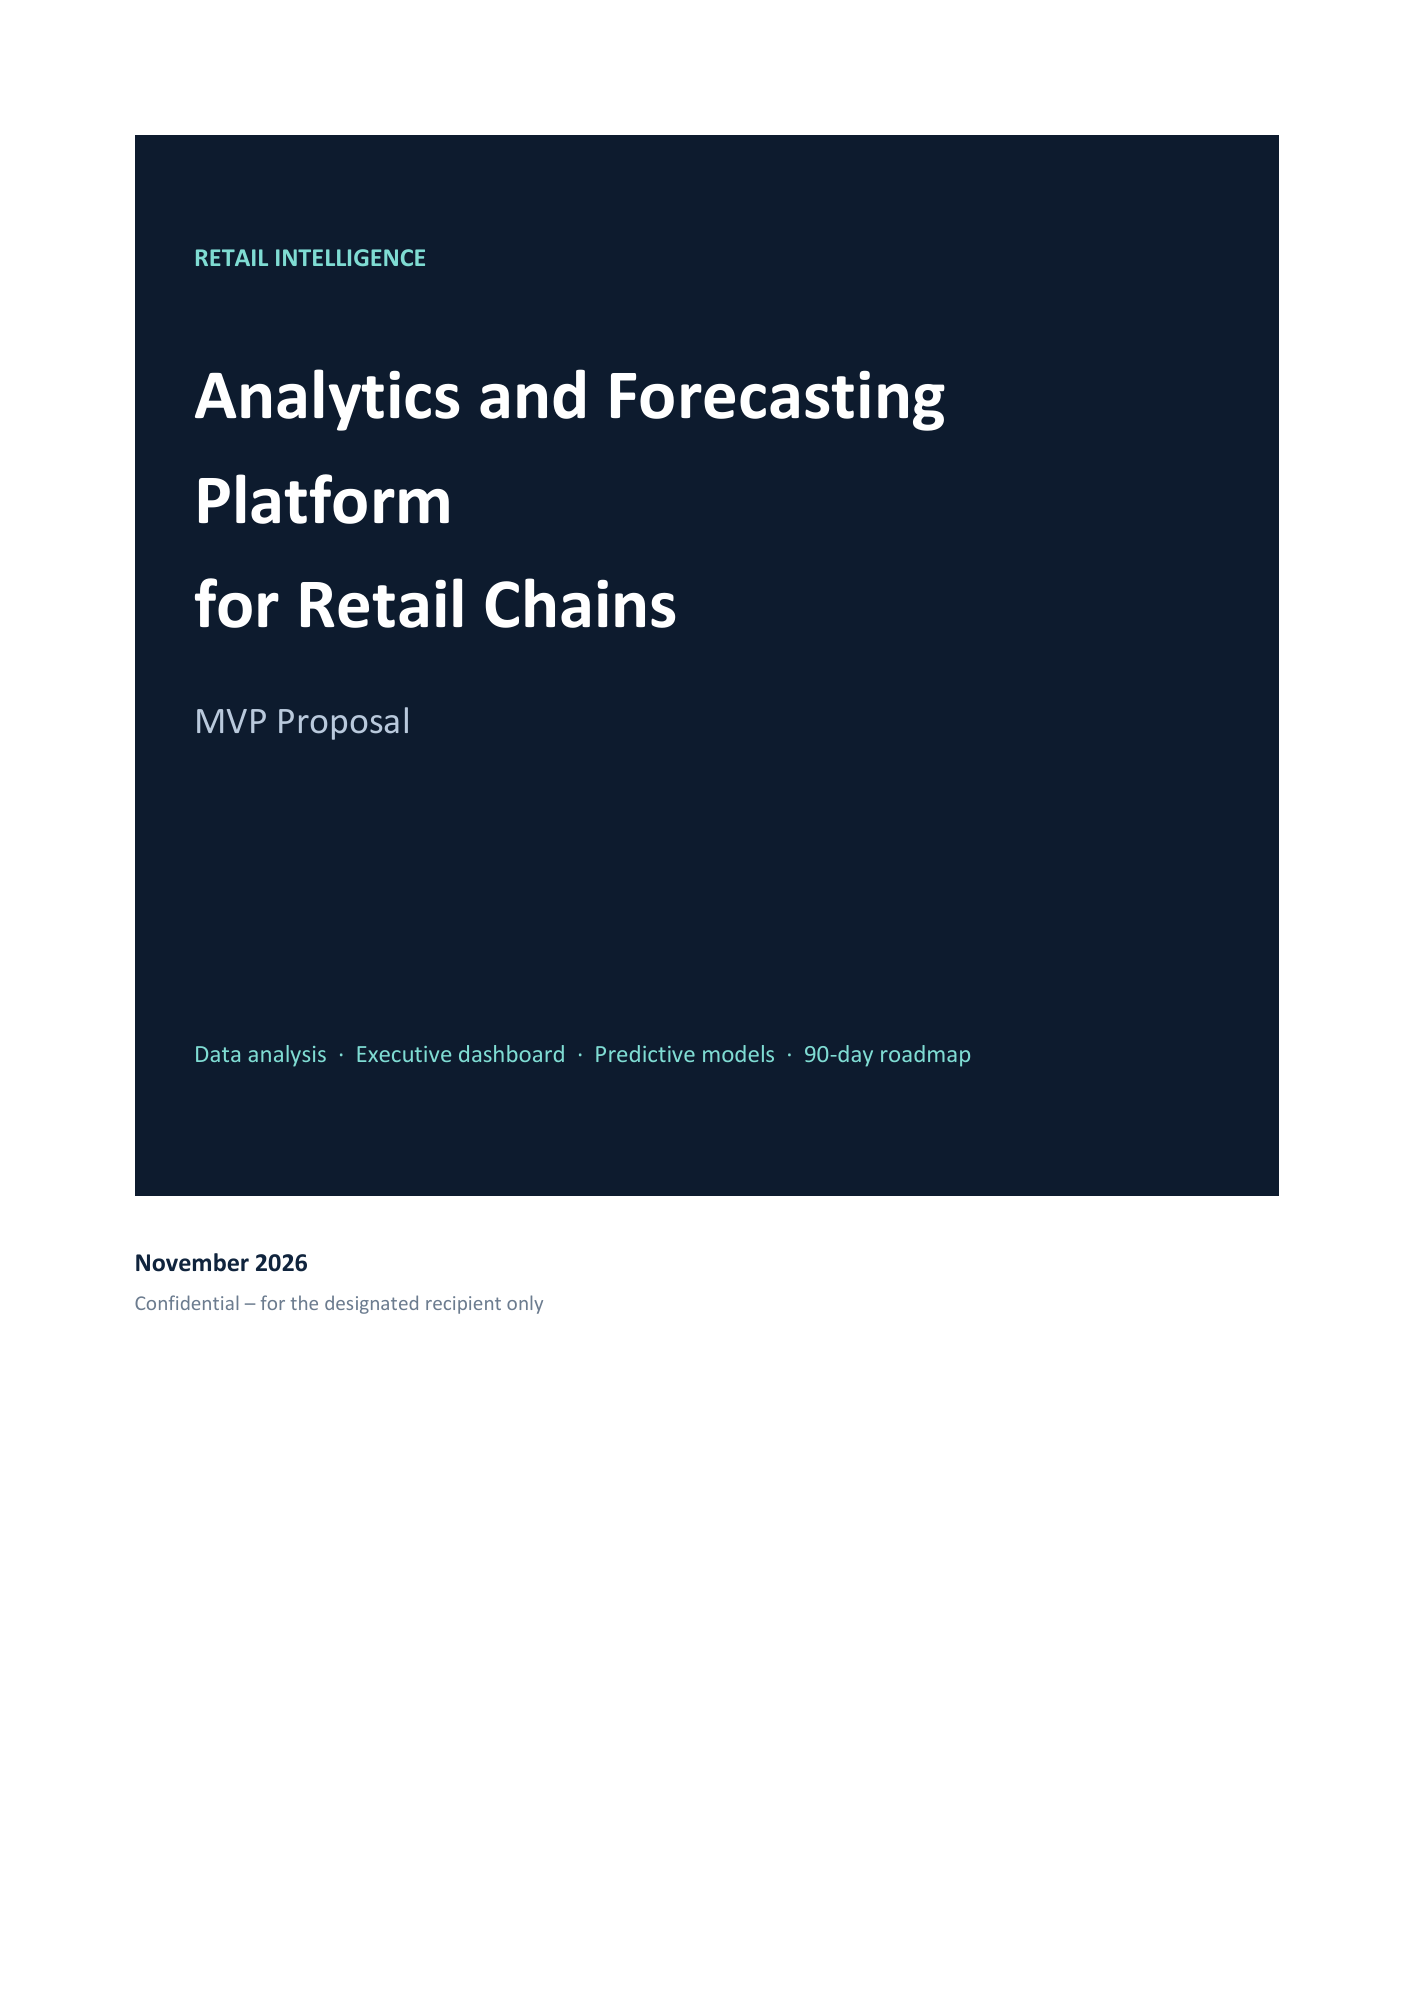 RETAIL INTELLIGENCE
Analytics and Forecasting
Platform
for Retail Chains
MVP Proposal
Data analysis · Executive dashboard · Predictive models · 90-day roadmap
November 2026
Confidential – for the designated recipient only